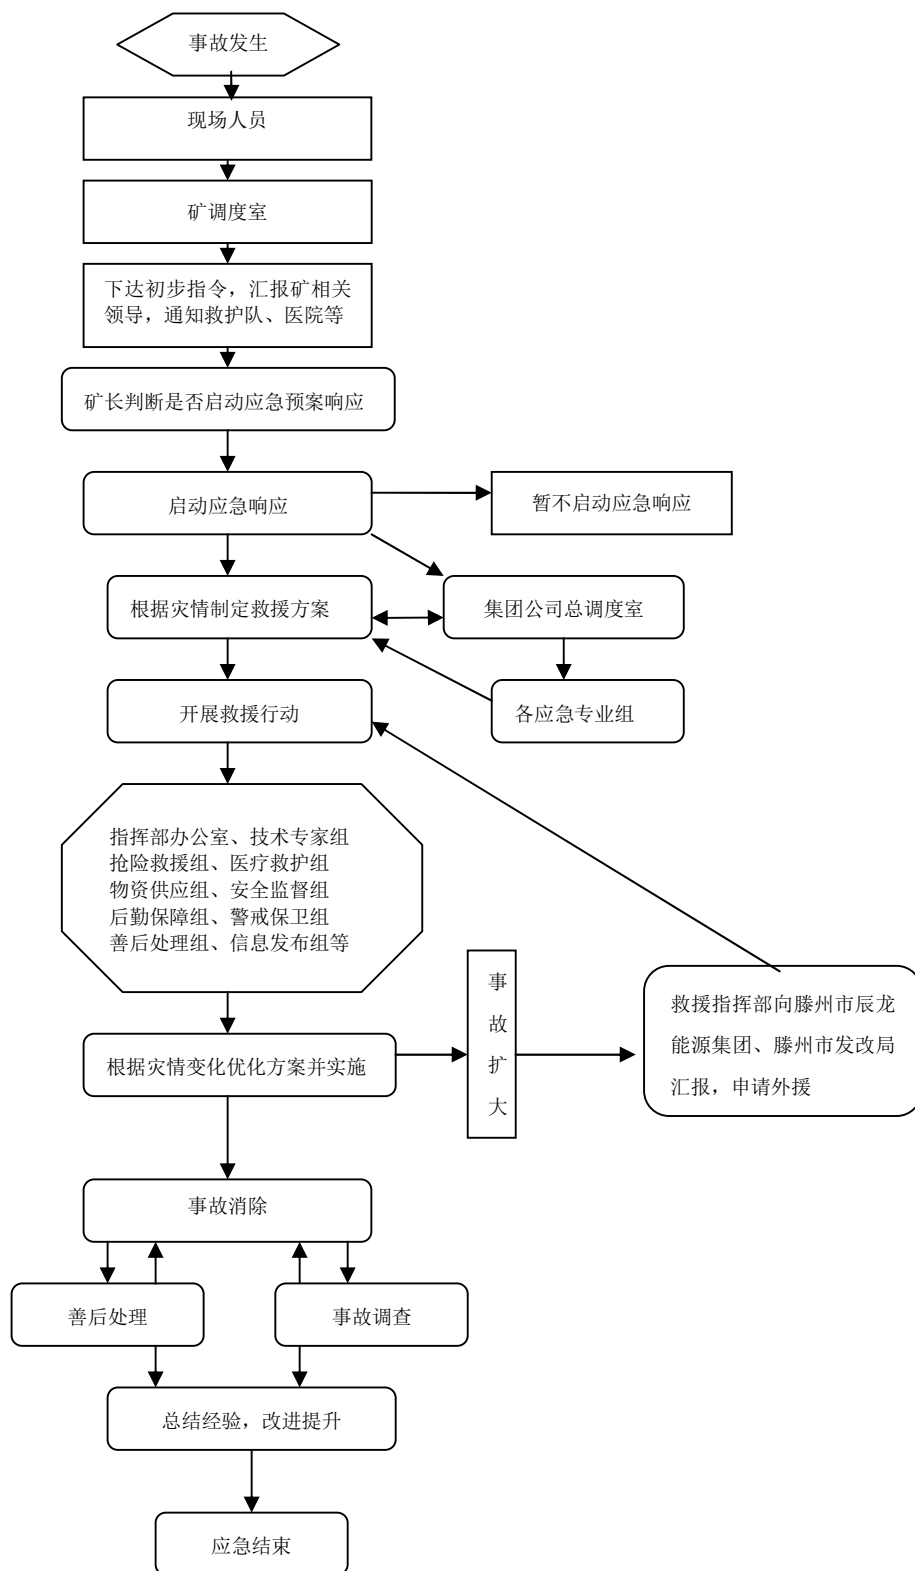 事故发生
现场人员
矿调度室
下达初步指令，汇报矿相关
领导，通知救护队、医院等
矿长判断是否启动应急预案响应
启动应急响应
暂不启动应急响应
根据灾情制定救援方案
集团公司总调度室
开展救援行动
各应急专业组
指挥部办公室、技术专家组
抢险救援组、医疗救护组
物资供应组、安全监督组
后勤保障组、警戒保卫组
善后处理组、信息发布组等
根据灾情变化优化方案并实施
事故扩大
救援指挥部向滕州市辰龙
能源集团、滕州市发改局
汇报，申请外援
事故消除
善后处理
事故调查
总结经验，改进提升
应急结束